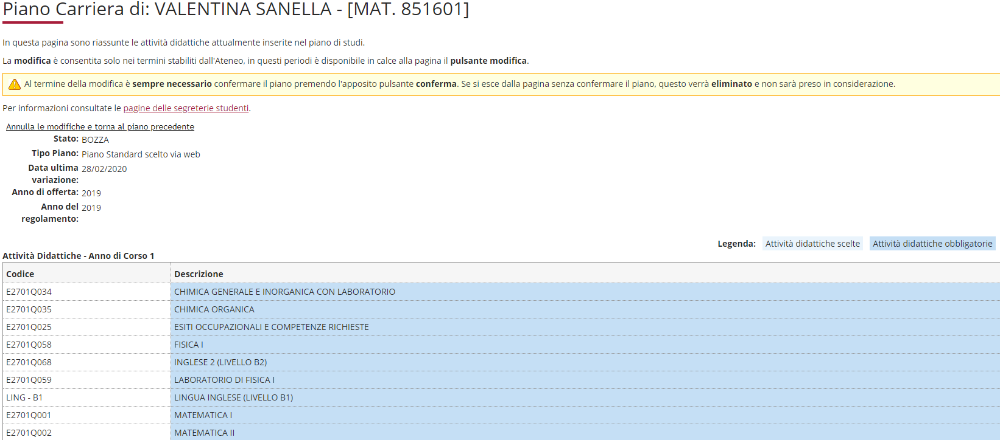 Piano Carriera di: VALENTINA SANELLA - [MAT. 851601]
In questa pagina sono riassunte le attività didattiche attualmente inserite nel piano di studi.
La modifica è consentita solo nei termini stabiliti dall'Ateneo, in questi periodi è disponibile in calce alla pagina il pulsante modifica.
Al termine della modifica è sempre necessario confermare il piano premendo l'apposito pulsante conferma. Se si esce dalla pagina senza confermare il piano, questo verrà eliminato e non sarà preso in considerazione.
Per informazioni consultate le pagine delle segreterie studenti.
Annulla le modifiche e torna al piano precedente
Stato: BOZZA
Tipo Piano: Piano Standard scelto via web
Data ultima variazione: 28/02/2020
Anno di offerta: 2019
Anno del regolamento: 2019
Legenda: Attività didattiche scelte Attività didattiche obbligatorie
Attività Didattiche - Anno di Corso 1
Codice Descrizione
E2701Q034 CHIMICA GENERALE E INORGANICA CON LABORATORIO
E2701Q035 CHIMICA ORGANICA
E2701Q025 ESITI OCCUPAZIONALI E COMPETENZE RICHIESTE
E2701Q058 FISICA I
E2701Q068 INGLESE 2 (LIVELLO B2)
E2701Q059 LABORATORIO DI FISICA I
LING - B1 LINGUA INGLESE (LIVELLO B1)
E2701Q001 MATEMATICA I
E2701Q002 MATEMATICA II